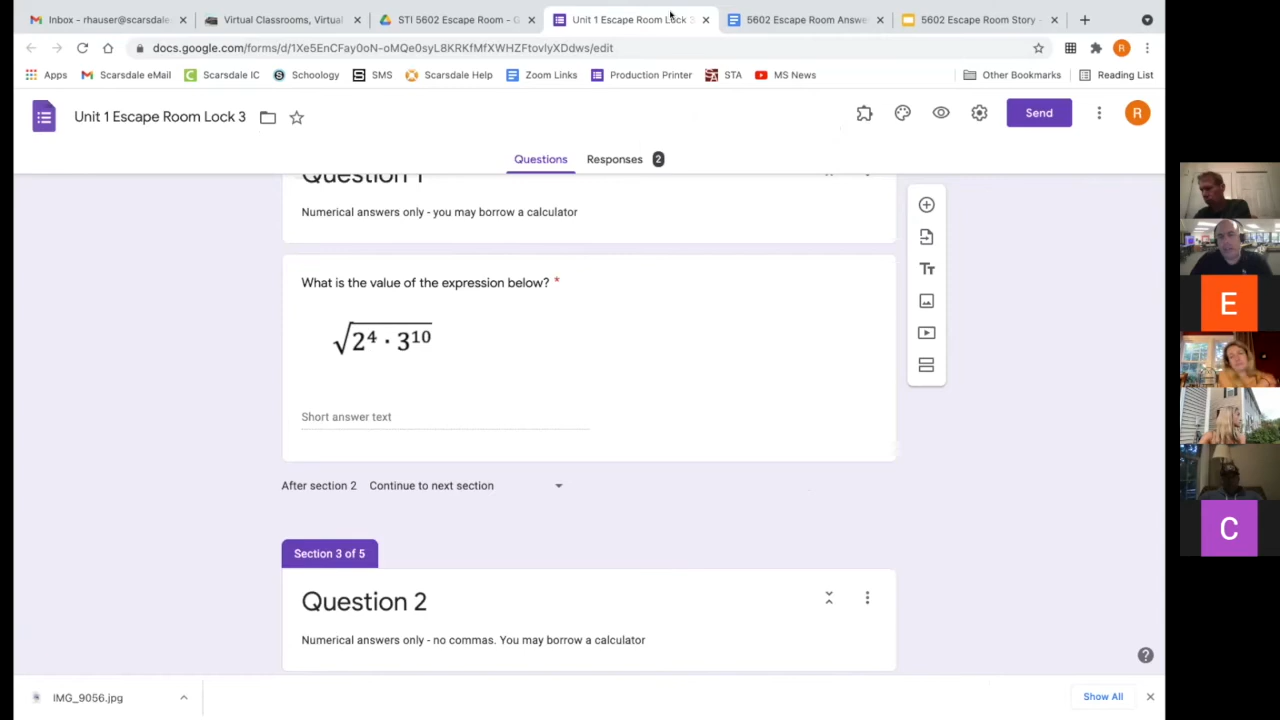 Inbox - rhauser@scarsdale
Virtual Classrooms, Virtual
STI 5602 Escape Room - G
Unit 1 Escape Room Lock 3
5602 Escape Room Answe
5602 Escape Room Story -
docs.google.com/forms/d/1Xe5EnCFay0oN-oMQe0syL8KRKfMfXWHZFtovIyXDdws/edit
R
Apps
Scarsdale eMail
Scarsdale IC
Schoology
SMS
Scarsdale Help
Zoom Links
Production Printer
STA
MS News
Other Bookmarks
Reading List
Unit 1 Escape Room Lock 3
Send
R
Questions
Responses
2
Question 1
Numerical answers only - you may borrow a calculator
What is the value of the expression below? *
√2⁴ · 3¹⁰
Short answer text
After section 2 Continue to next section
Section 3 of 5
Question 2
Numerical answers only - no commas. You may borrow a calculator
Tт
E
C
IMG_9056.jpg
Show All